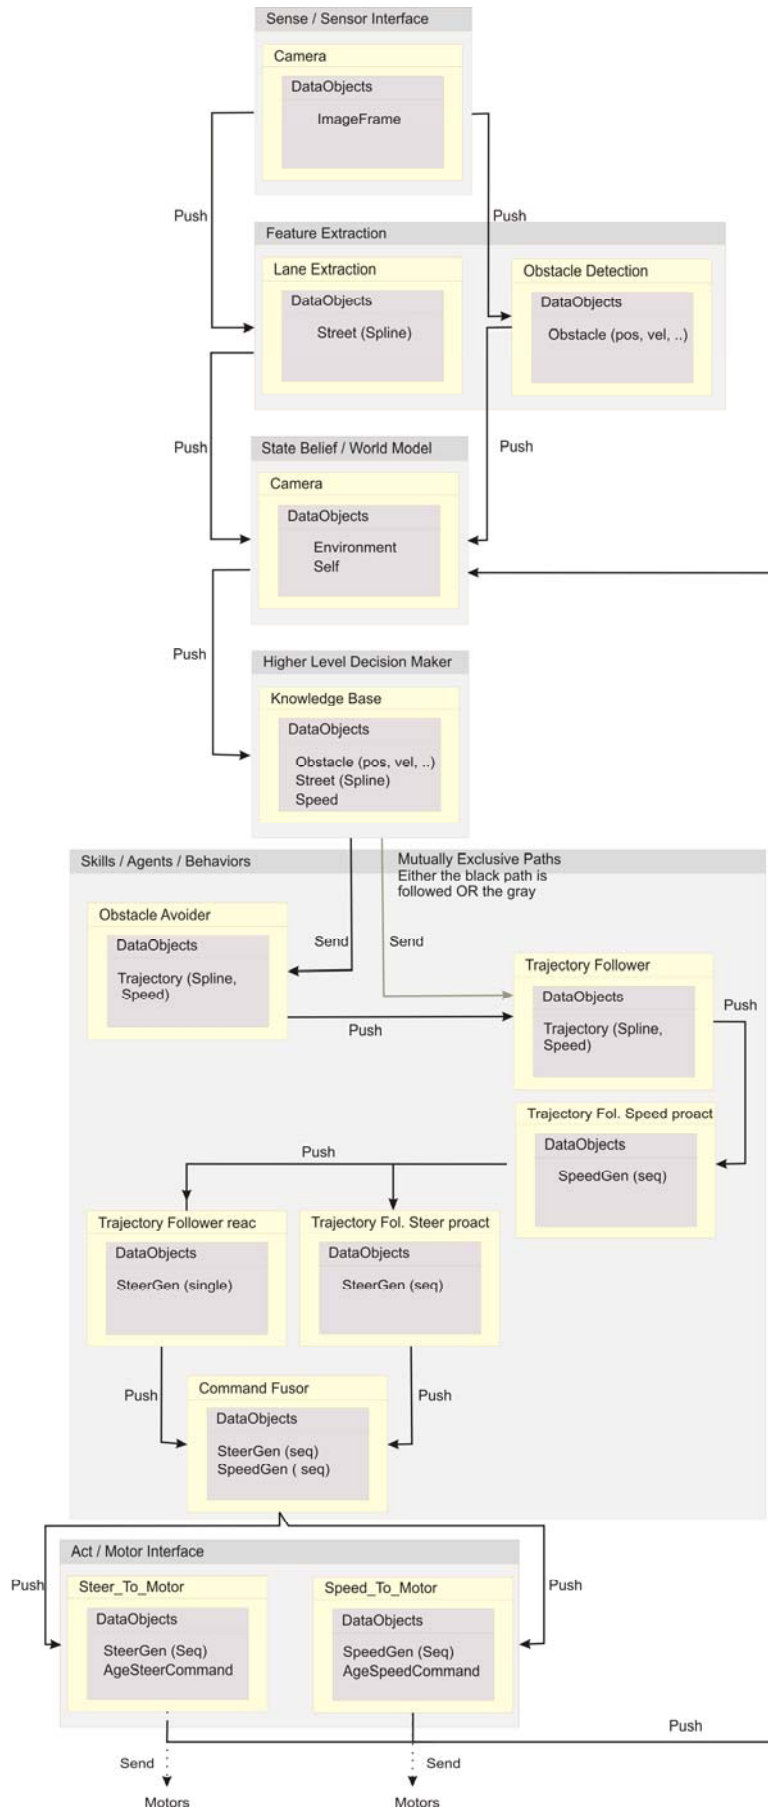 Sense / Sensor Interface
Camera
DataObjects
ImageFrame
Push
Push
Feature Extraction
Lane Extraction
DataObjects
Street (Spline)
Obstacle Detection
DataObjects
Obstacle (pos, vel, ..)
Push
Push
State Belief / World Model
Camera
DataObjects
Environment
Self
Push
Higher Level Decision Maker
Knowledge Base
DataObjects
Obstacle (pos, vel, ..)
Street (Spline)
Speed
Skills / Agents / Behaviors
Mutually Exclusive Paths
Either the black path is
followed OR the gray
Obstacle Avoider
DataObjects
Trajectory (Spline,
Speed)
Send
Send
Push
Trajectory Follower
DataObjects
Trajectory (Spline,
Speed)
Push
Trajectory Fol. Speed proact
DataObjects
SpeedGen (seq)
Push
Trajectory Follower reac
DataObjects
SteerGen (single)
Trajectory Fol. Steer proact
DataObjects
SteerGen (seq)
Push
Push
Command Fusor
DataObjects
SteerGen (seq)
SpeedGen ( seq)
Act / Motor Interface
Push
Push
Steer_To_Motor
DataObjects
SteerGen (Seq)
AgeSteerCommand
Speed_To_Motor
DataObjects
SpeedGen (Seq)
AgeSpeedCommand
Push
Send
Send
Motors
Motors